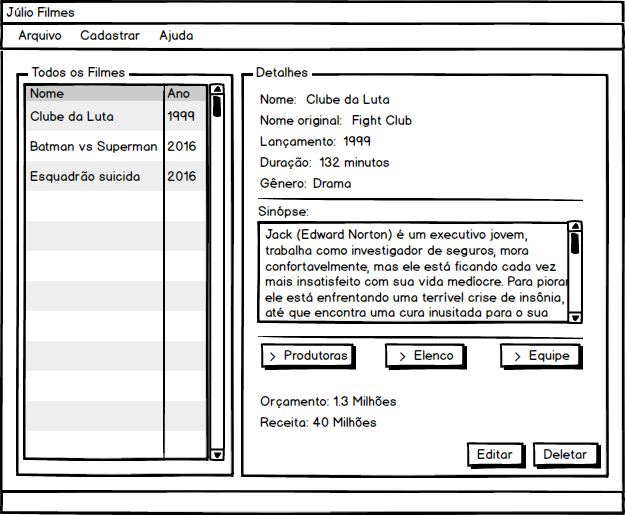 Júlio Filmes
Arquivo Cadastrar Ajuda
Todos os Filmes
Nome Ano
Clube da Luta 1999
Batman vs Superman 2016
Esquadrão suicida 2016
Detalhes
Nome: Clube da Luta
Nome original: Fight Club
Lançamento: 1999
Duração: 132 minutos
Gênero: Drama
Sinópse:
Jack (Edward Norton) é um executivo jovem,
trabalha como investigador de seguros, mora
confortavelmente, mas ele está ficando cada vez
mais insatisfeito com sua vida medíocre. Para piorar
ele está enfrentando uma terrível crise de insônia,
até que encontra uma cura inusitada para o sua
> Produtoras > Elenco > Equipe
Orçamento: 1.3 Milhões
Receita: 40 Milhões
Editar Deletar